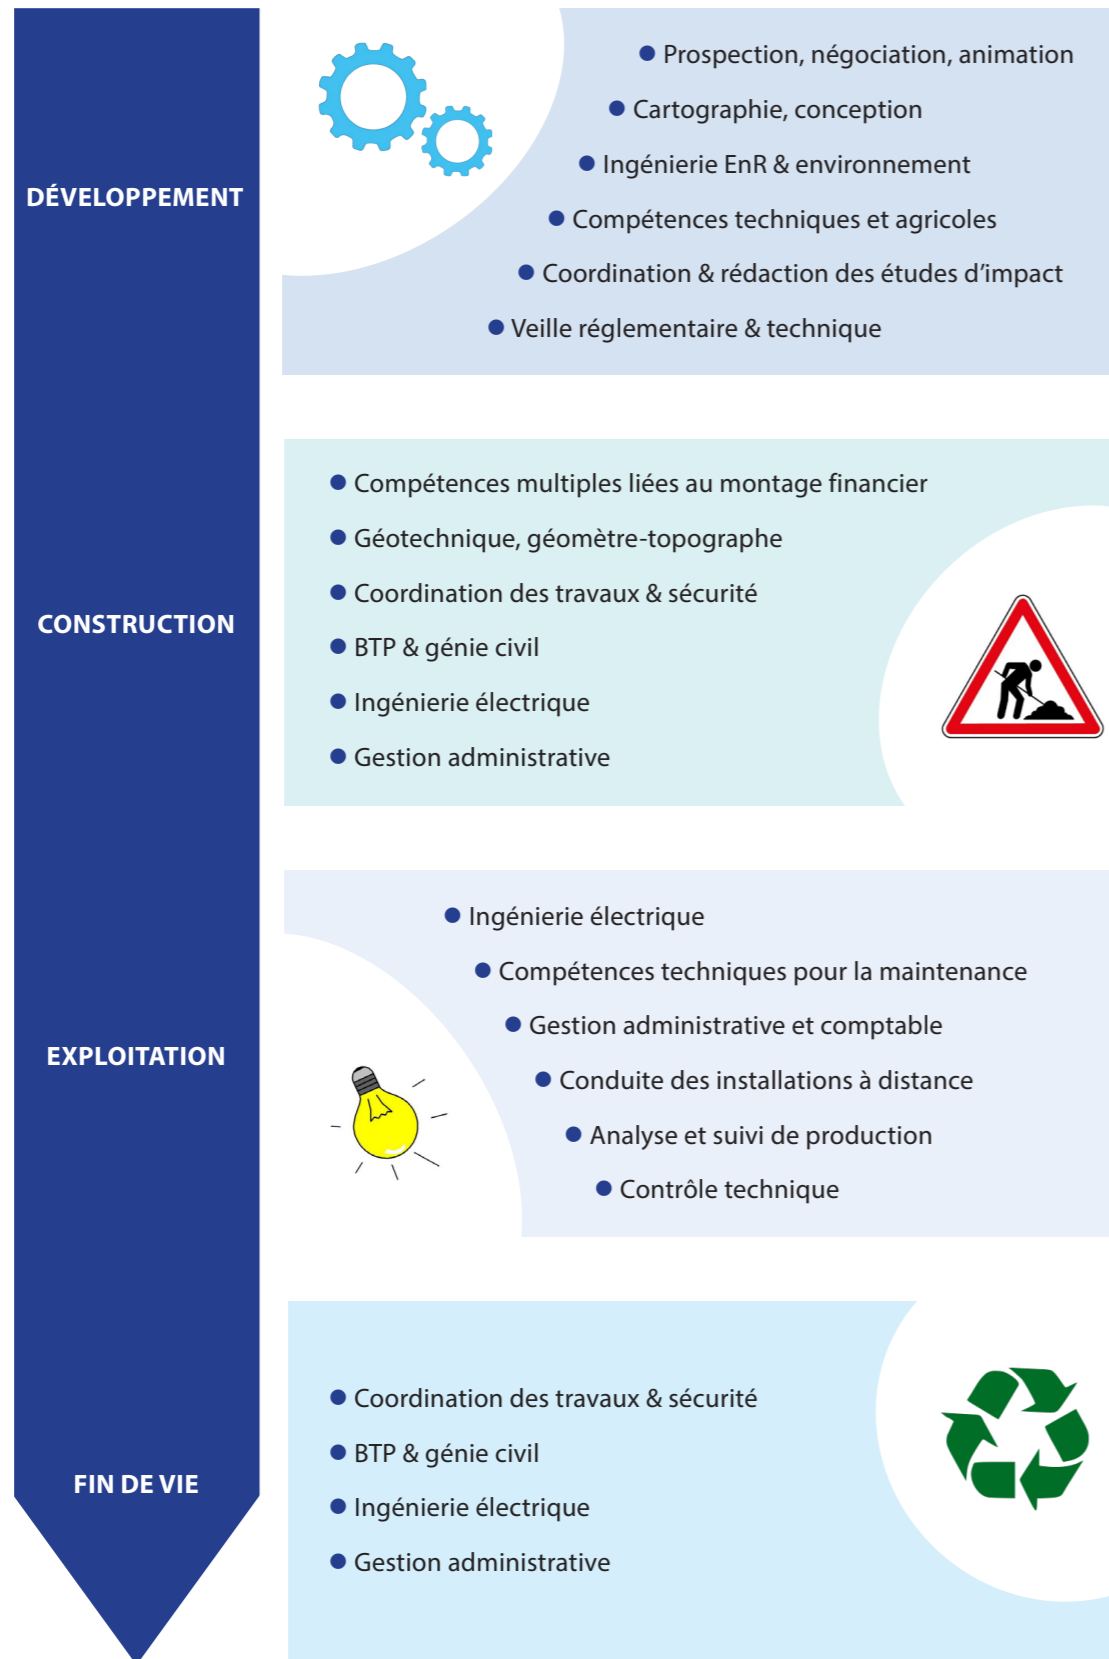 DÉVELOPPEMENT
Prospection, négociation, animation
Cartographie, conception
Ingénierie EnR & environnement
Compétences techniques et agricoles
Coordination & rédaction des études d’impact
Veille réglementaire & technique
CONSTRUCTION
Compétences multiples liées au montage financier
Géotechnique, géomètre-topographe
Coordination des travaux & sécurité
BTP & génie civil
Ingénierie électrique
Gestion administrative
EXPLOITATION
Ingénierie électrique
Compétences techniques pour la maintenance
Gestion administrative et comptable
Conduite des installations à distance
Analyse et suivi de production
Contrôle technique
FIN DE VIE
Coordination des travaux & sécurité
BTP & génie civil
Ingénierie électrique
Gestion administrative